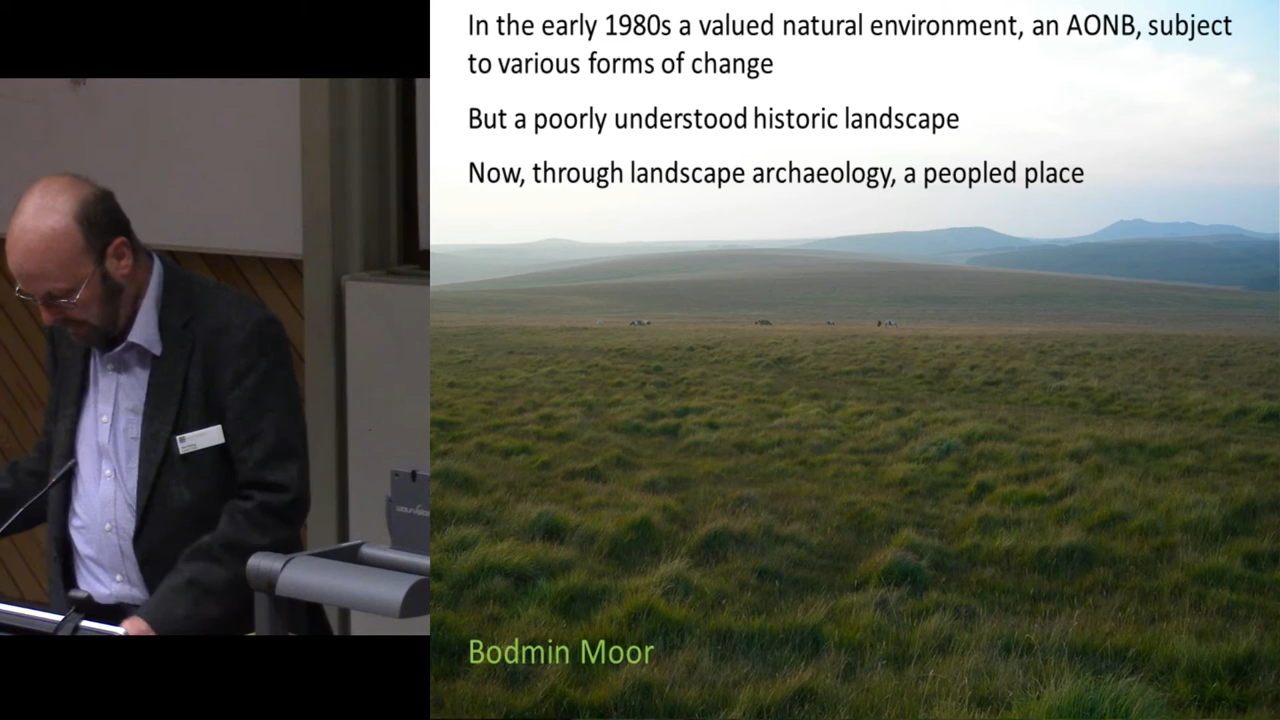 In the early 1980s a valued natural environment, an AONB, subject
to various forms of change
But a poorly understood historic landscape
Now, through landscape archaeology, a peopled place
Bodmin Moor